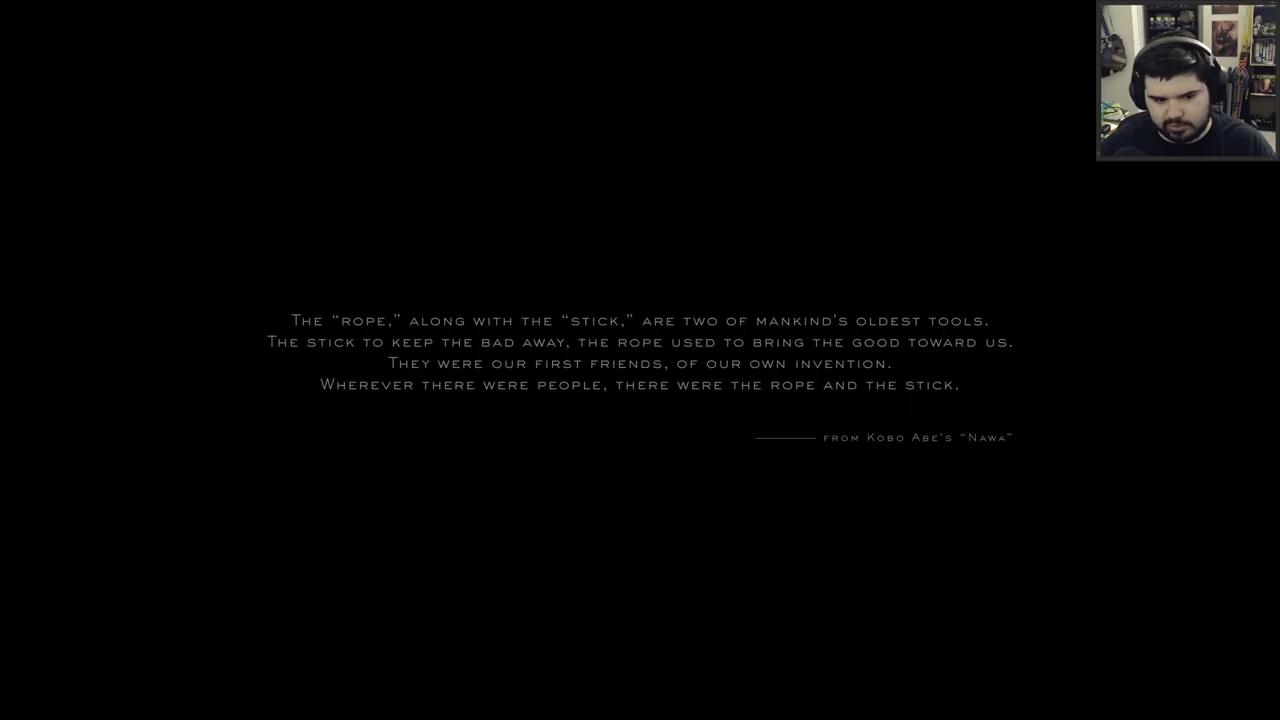 The “rope,” along with the “stick,” are two of mankind's oldest tools.
The stick to keep the bad away, the rope used to bring the good toward us.
They were our first friends, of our own invention.
Wherever there were people, there were the rope and the stick.
from Kobo Abe's “Nawa”